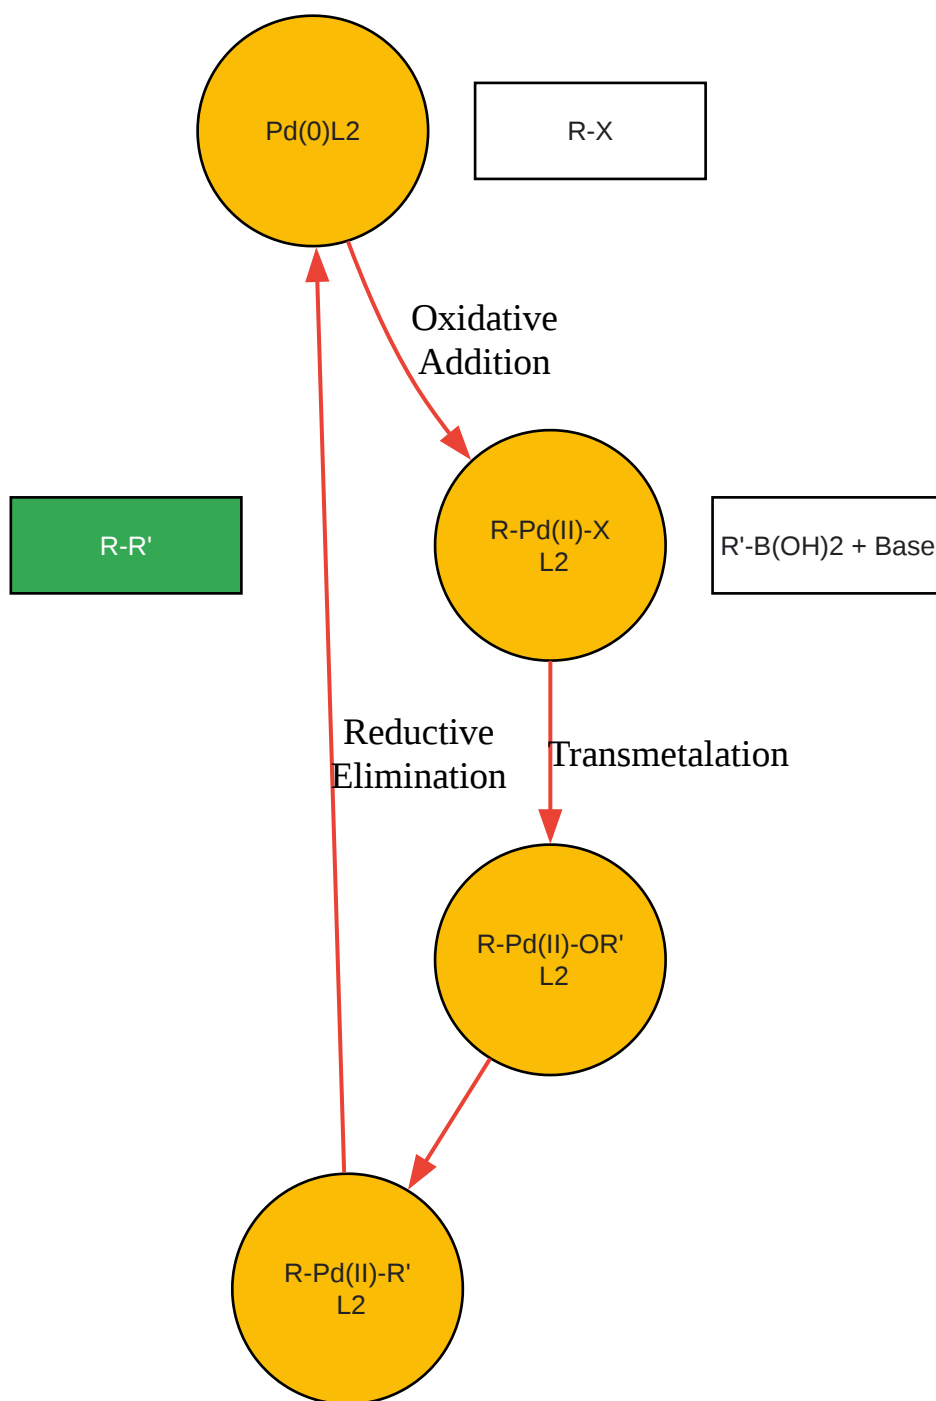 Pd(0)L2
R-X
Oxidative
Addition
R-R'
R-Pd(II)-X
L2
R'-B(OH)2 + Base
Reductive
Elimination
Transmetalation
R-Pd(II)-OR'
L2
R-Pd(II)-R'
L2